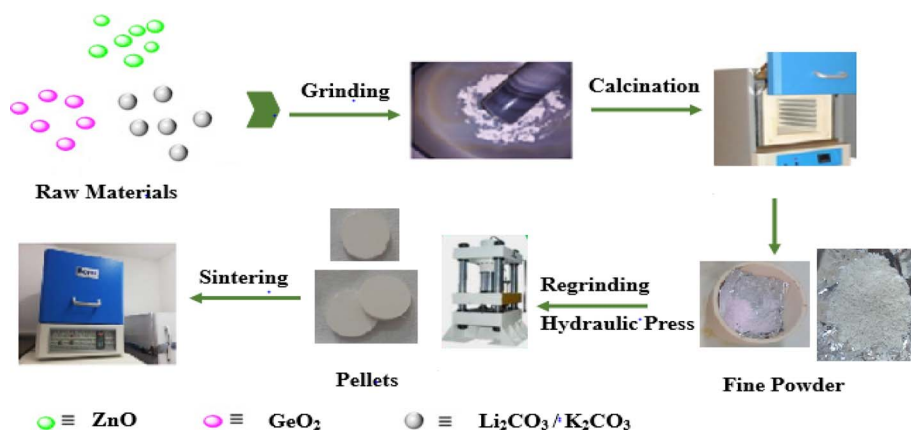 Grinding
Calcination
Raw Materials
Sintering
Regrinding
Hydraulic Press
Pellets
Fine Powder
≡ ZnO
≡ GeO₂
≡ Li₂CO₃ / K₂CO₃